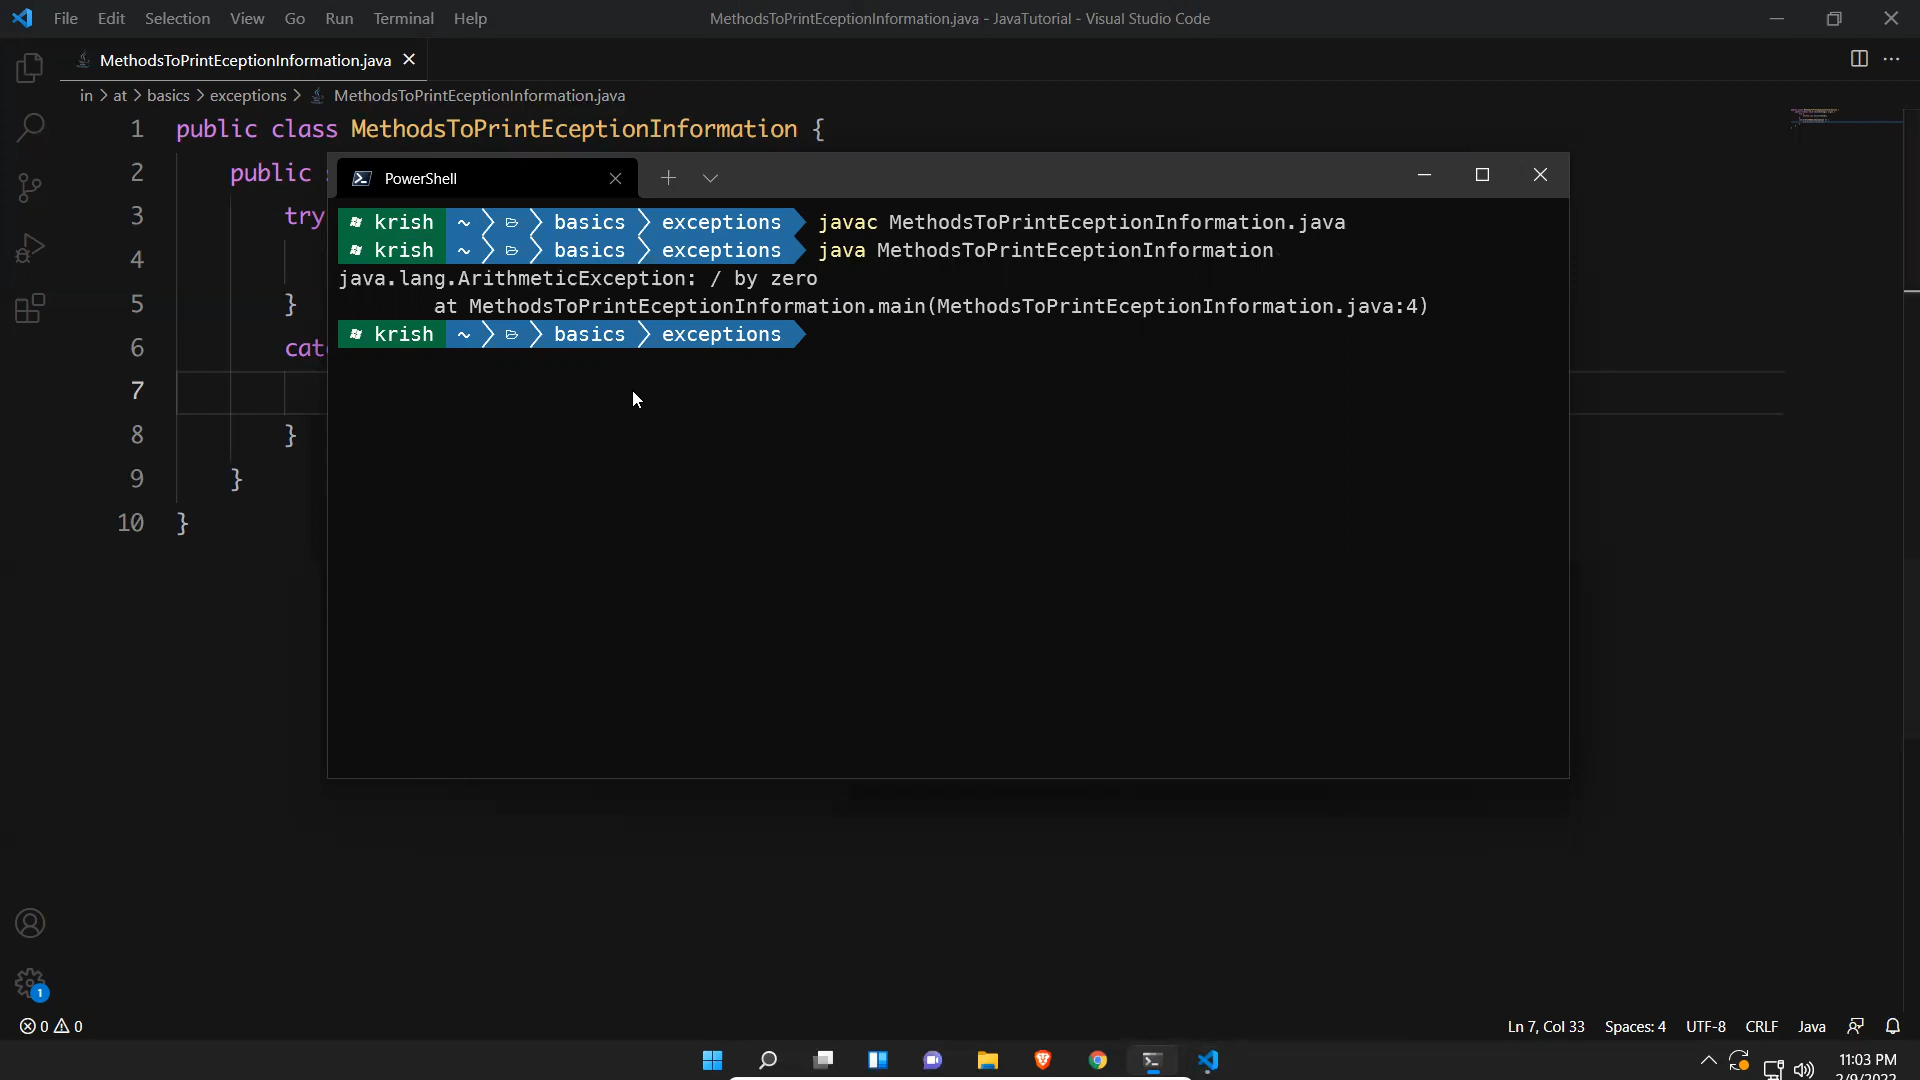 File Edit Selection View Go Run Terminal Help
MethodsToPrintEceptionInformation.java - JavaTutorial - Visual Studio Code
MethodsToPrintEceptionInformation.java
in > at > basics > exceptions > MethodsToPrintEceptionInformation.java
1 public class MethodsToPrintEceptionInformation {
2 public
3 try
4
5 }
6
7
8 }
9 }
10 }
PowerShell
krish ~ basics exceptions javac MethodsToPrintEceptionInformation.java
krish ~ basics exceptions java MethodsToPrintEceptionInformation
java.lang.ArithmeticException: / by zero
at MethodsToPrintEceptionInformation.main(MethodsToPrintEceptionInformation.java:4)
krish ~ basics exceptions
1
0 0
Ln 7, Col 33 Spaces: 4 UTF-8 CRLF Java
11:03 PM